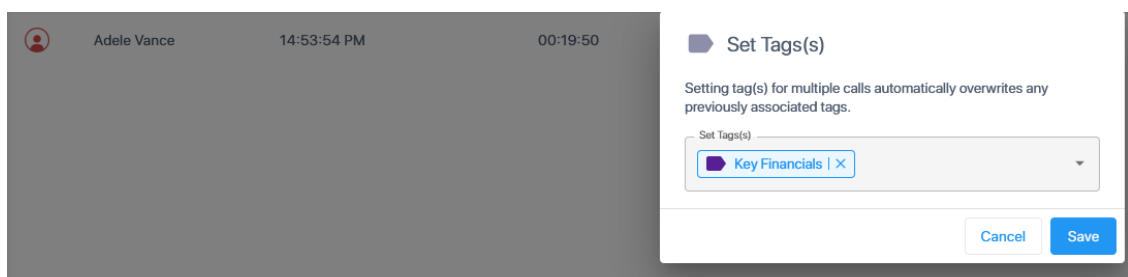 Adele Vance 14:53:54 PM 00:19:50
Set Tags(s)
Setting tag(s) for multiple calls automatically overwrites any
previously associated tags.
Set Tags(s)
Key Financials
Cancel Save